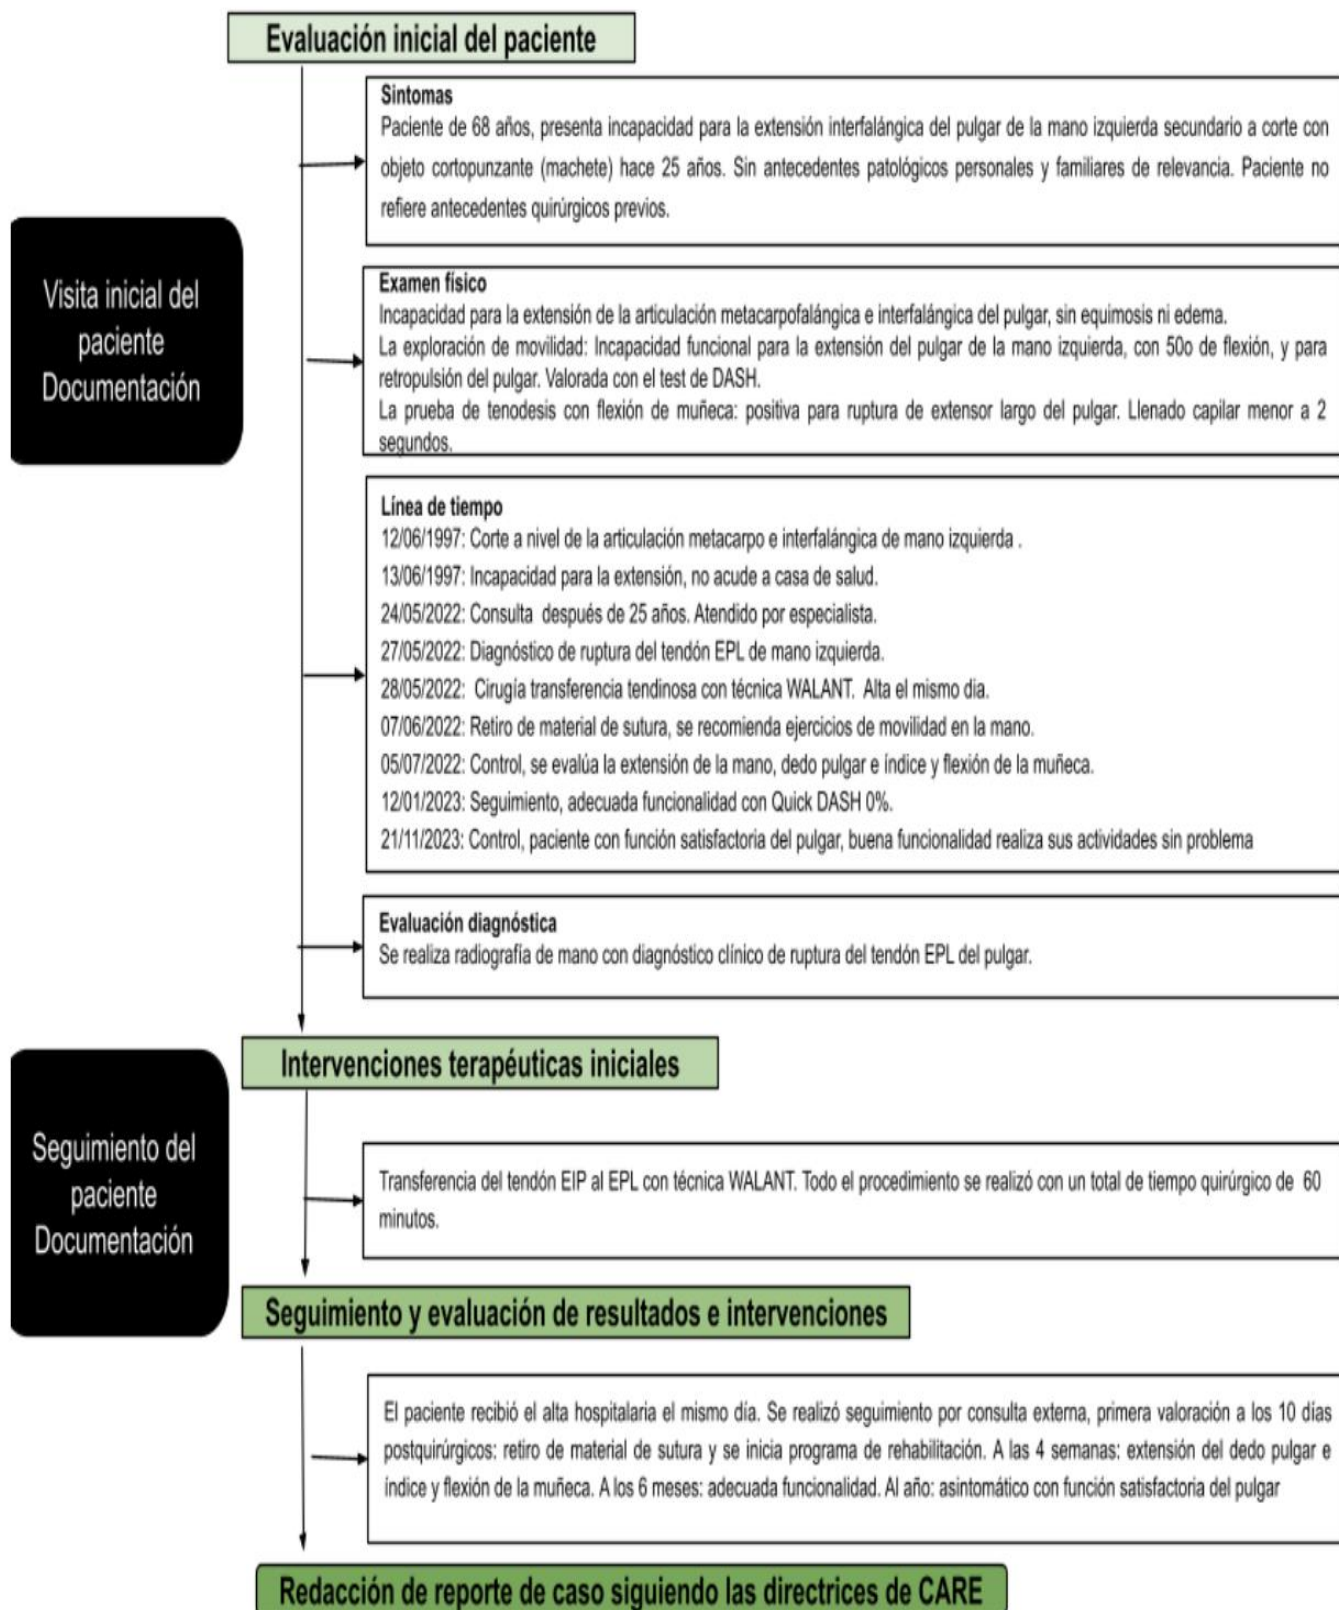 Evaluación inicial del paciente
Sintomas
Paciente de 68 años, presenta incapacidad para la extensión interfalángica del pulgar de la mano izquierda secundario a corte con
objeto cortopunzante (machete) hace 25 años. Sin antecedentes patológicos personales y familiares de relevancia. Paciente no
refiere antecedentes quirúrgicos previos.
Visita inicial del
paciente
Documentación
Examen físico
Incapacidad para la extensión de la articulación metacarpofalángica e interfalángica del pulgar, sin equimosis ni edema.
La exploración de movilidad: Incapacidad funcional para la extensión del pulgar de la mano izquierda, con 50o de flexión, y para
retropulsión del pulgar. Valorada con el test de DASH.
La prueba de tenodesis con flexión de muñeca: positiva para ruptura de extensor largo del pulgar. Llenado capilar menor a 2
segundos.
Línea de tiempo
12/06/1997: Corte a nivel de la articulación metacarpo e interfalángica de mano izquierda .
13/06/1997: Incapacidad para la extensión, no acude a casa de salud.
24/05/2022: Consulta después de 25 años. Atendido por especialista.
27/05/2022: Diagnóstico de ruptura del tendón EPL de mano izquierda.
28/05/2022: Cirugía transferencia tendinosa con técnica WALANT. Alta el mismo dia.
07/06/2022: Retiro de material de sutura, se recomienda ejercicios de movilidad en la mano.
05/07/2022: Control, se evalúa la extensión de la mano, dedo pulgar e índice y flexión de la muñeca.
12/01/2023: Seguimiento, adecuada funcionalidad con Quick DASH 0%.
21/11/2023: Control, paciente con función satisfactoria del pulgar, buena funcionalidad realiza sus actividades sin problema
Evaluación diagnóstica
Se realiza radiografía de mano con diagnóstico clínico de ruptura del tendón EPL del pulgar.
Intervenciones terapéuticas iniciales
Seguimiento del
paciente
Documentación
Transferencia del tendón EIP al EPL con técnica WALANT. Todo el procedimiento se realizó con un total de tiempo quirúrgico de 60
minutos.
Seguimiento y evaluación de resultados e intervenciones
El paciente recibió el alta hospitalaria el mismo día. Se realizó seguimiento por consulta externa, primera valoración a los 10 días
postquirúrgicos: retiro de material de sutura y se inicia programa de rehabilitación. A las 4 semanas: extensión del dedo pulgar e
índice y flexión de la muñeca. A los 6 meses: adecuada funcionalidad. Al año: asintomático con función satisfactoria del pulgar
Redacción de reporte de caso siguiendo las directrices de CARE